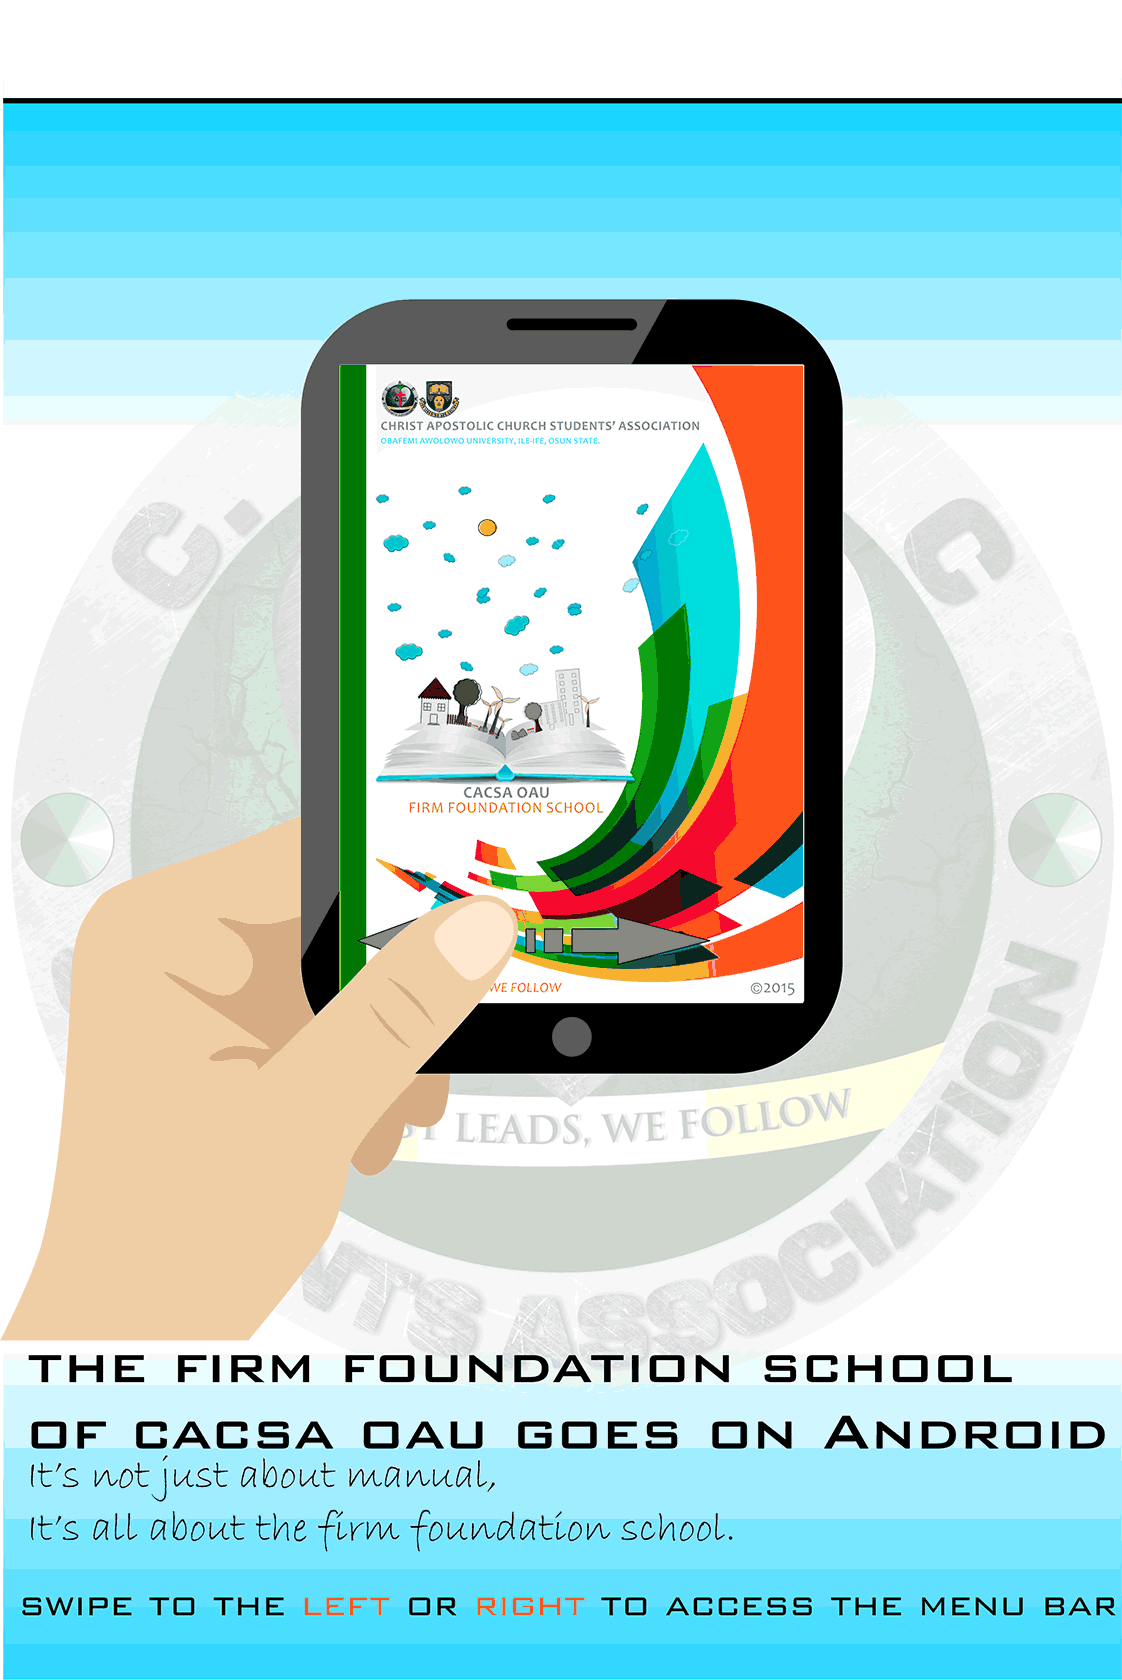 CHRIST APOSTOLIC CHURCH STUDENTS' ASSOCIATION
OBAFEMI AWOLOWO UNIVERSITY, ILE-IFE, OSUN STATE.
CACSA OAU
FIRM FOUNDATION SCHOOL
WE FOLLOW
©2015
C. C
LEADS, WE FOLLOW
ASSOCIATION
THE FIRM FOUNDATION SCHOOL
OF CACSA OAU GOES ON ANDROID
It's not just about manual,
It's all about the firm foundation school.
SWIPE TO THE LEFT OR RIGHT TO ACCESS THE MENU BAR